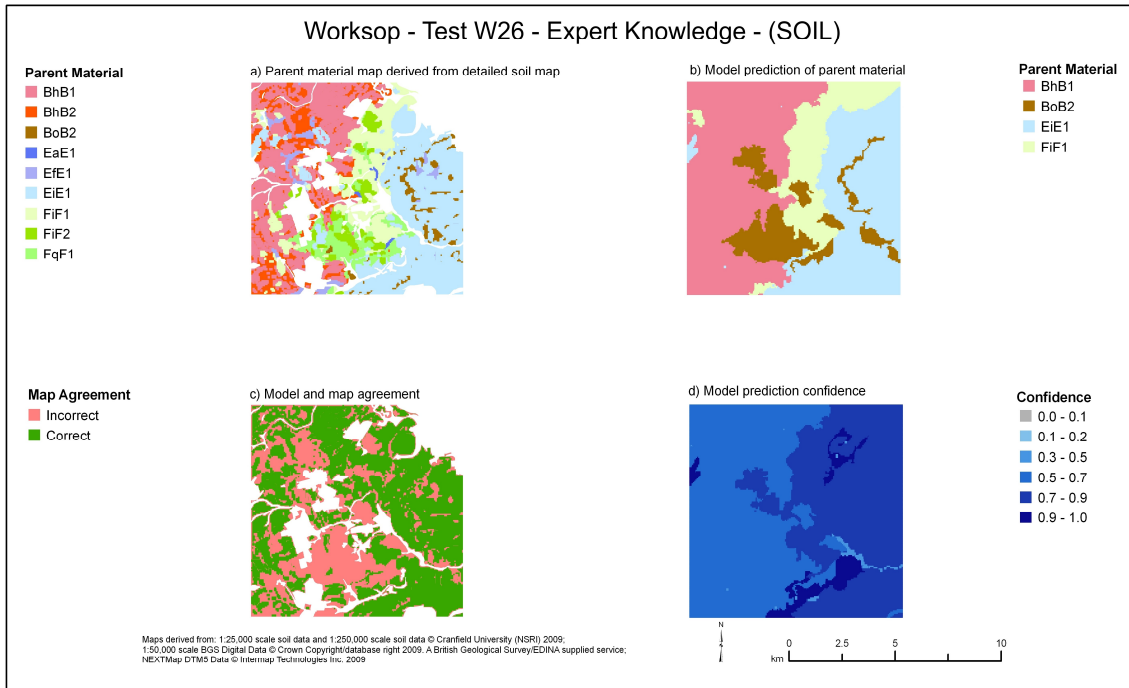 Worksop - Test W26 - Expert Knowledge - (SOIL)
Parent Material
BhB1
BhB2
BoB2
EaE1
EfE1
EiE1
FiF1
FiF2
FqF1
a) Parent material map derived from detailed soil map
b) Model prediction of parent material
Parent Material
BhB1
BoB2
EiE1
FiF1
Map Agreement
Incorrect
Correct
c) Model and map agreement
d) Model prediction confidence
Confidence
0.0 - 0.1
0.1 - 0.2
0.3 - 0.5
0.5 - 0.7
0.7 - 0.9
0.9 - 1.0
Maps derived from: 1:25,000 scale soil data and 1:250,000 scale soil data © Cranfield University (NSRI) 2009;
1:50,000 scale BGS Digital Data © Crown Copyright/database right 2009. A British Geological Survey/EDINA supplied service;
NEXTMap DTM5 Data © Intermap Technologies Inc. 2009
N
0 2.5 5 10
km